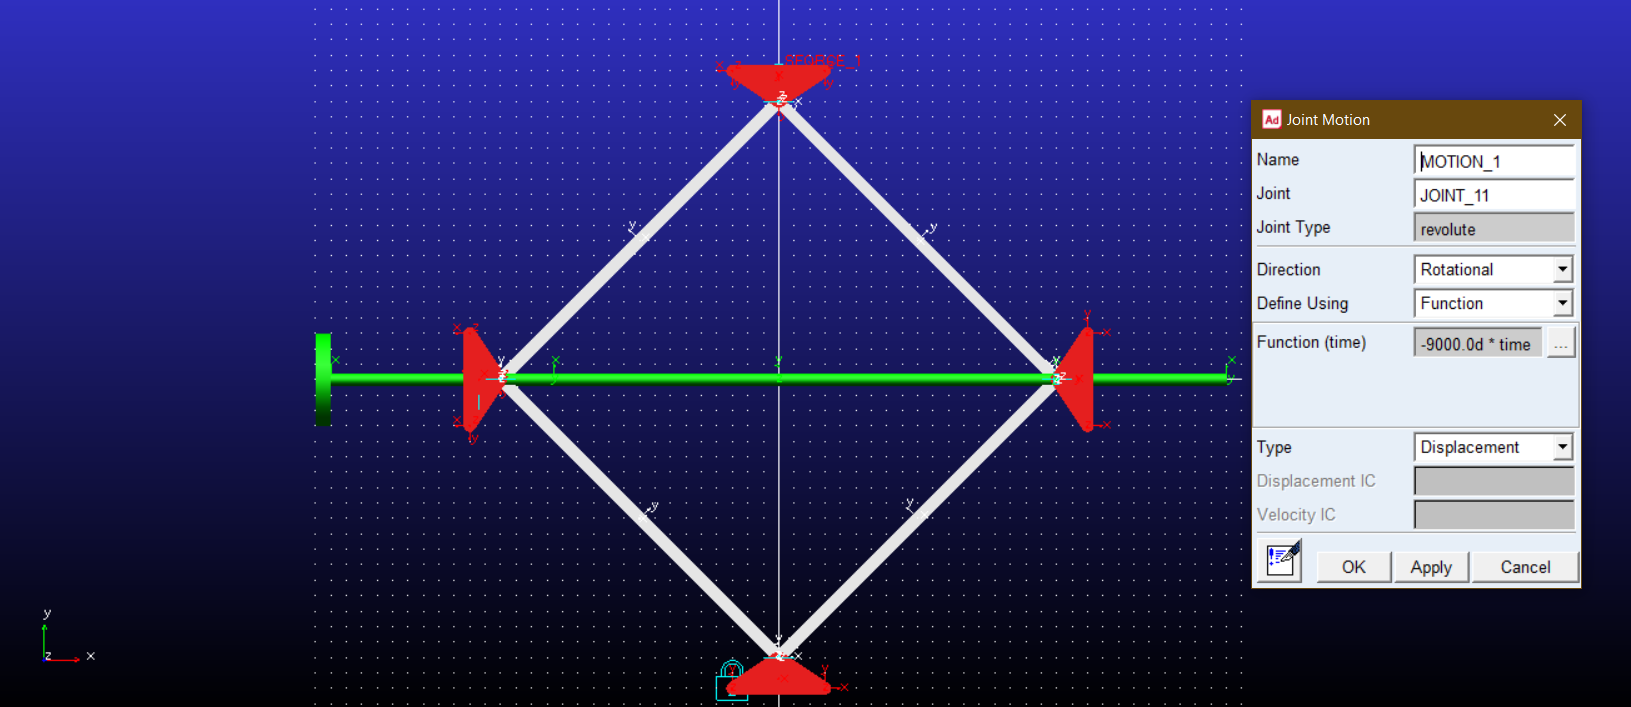 Ad Joint Motion
Name MOTION_1
Joint JOINT_11
Joint Type revolute
Direction Rotational
Define Using Function
Function (time) -9000.0d * time ...
Type Displacement
Displacement IC
Velocity IC
OK Apply Cancel
y
z x